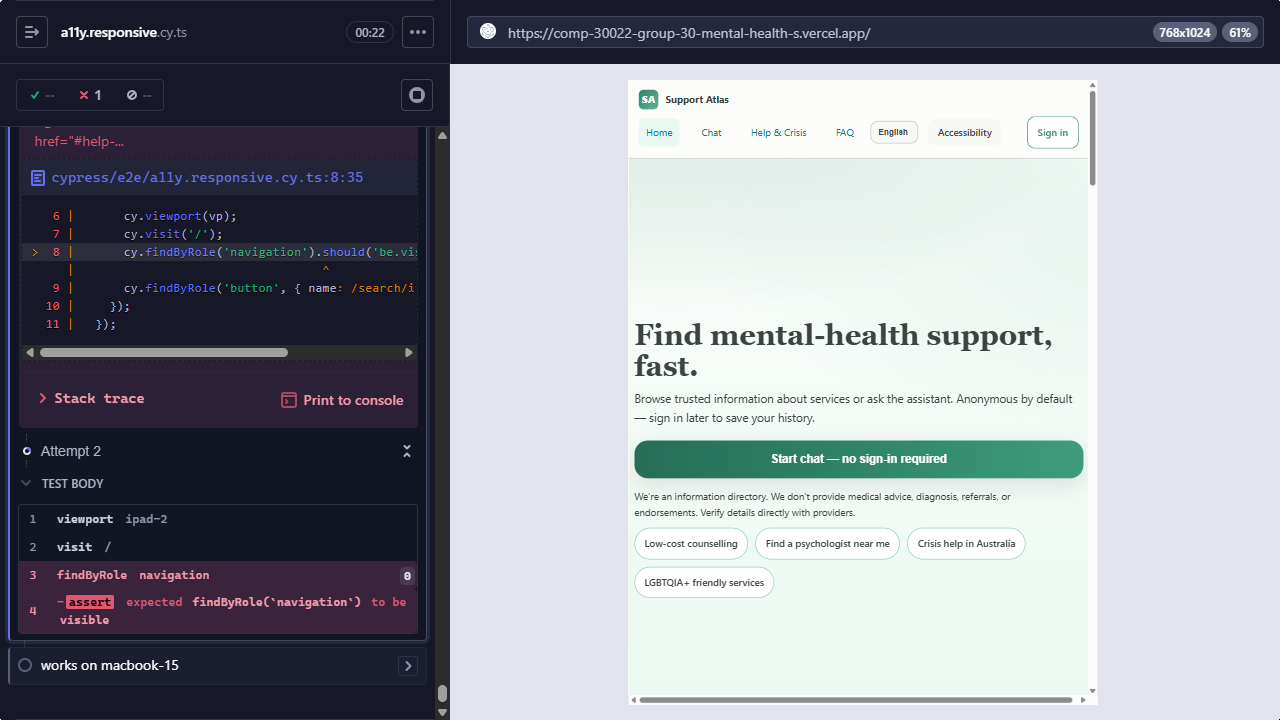 a11y.responsive.cy.ts
00:22
--
1
--
href="#help-...
cypress/e2e/a11y.responsive.cy.ts:8:35
6 | cy.viewport(vp);
7 | cy.visit('/');
> 8 | cy.findByRole('navigation').should('be.vis
| ^
9 | cy.findByRole('button', { name: /search/i
10 | });
11 | });
Stack trace
Print to console
Attempt 2
TEST BODY
1 viewport ipad-2
2 visit /
3 findByRole navigation 0
4 -assert expected findByRole(`navigation`) to be
visible
works on macbook-15
https://comp-30022-group-30-mental-health-s.vercel.app/
768x1024
61%
SA Support Atlas
Home
Chat
Help & Crisis
FAQ
English
Accessibility
Sign in
Find mental-health support,
fast.
Browse trusted information about services or ask the assistant. Anonymous by default
— sign in later to save your history.
Start chat — no sign-in required
We're an information directory. We don't provide medical advice, diagnosis, referrals, or
endorsements. Verify details directly with providers.
Low-cost counselling
Find a psychologist near me
Crisis help in Australia
LGBTQIA+ friendly services